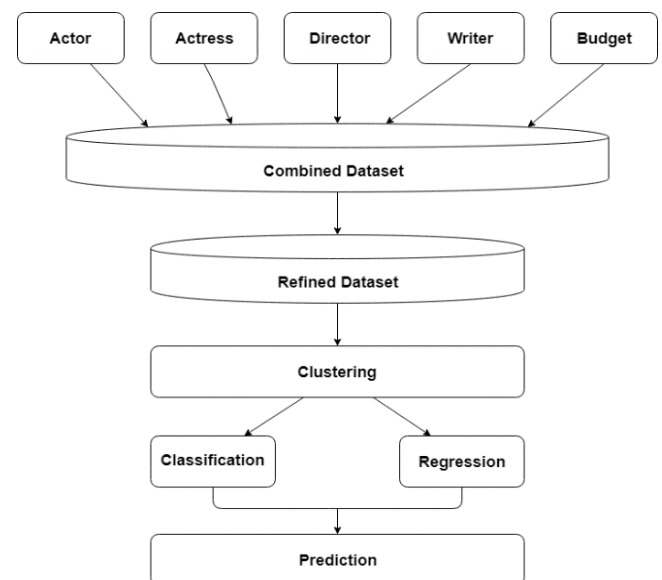 Actor
Actress
Director
Writer
Budget
Combined Dataset
Refined Dataset
Clustering
Classification
Regression
Prediction